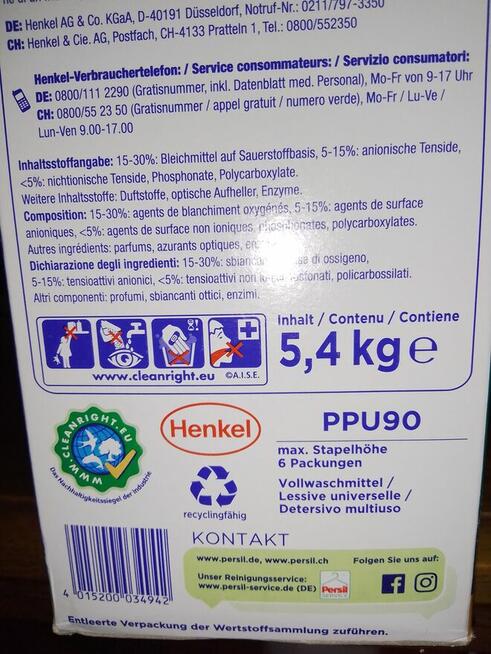 DE: Henkel AG & Co. KGaA, D-40191 Düsseldorf, Notruf-Nr.: 0211/797-3350
CH: Henkel & Cie. AG, Postfach, CH-4133 Pratteln 1, Tel.: 0800/552350
Henkel-Verbrauchertelefon: / Service consommateurs: / Servizio consumatori:
DE: 0800/111 2290 (Gratisnummer, inkl. Datenblatt med. Personal), Mo-Fr von 9-17 Uhr
CH: 0800/55 23 50 (Gratisnummer / appel gratuit / numero verde), Mo-Fr / Lu-Ve /
Lun-Ven 9.00-17.00
Inhaltsstoffangabe: 15-30%: Bleichmittel auf Sauerstoffbasis, 5-15%: anionische Tenside,
<5%: nichtionische Tenside, Phosphonate, Polycarboxylate.
Weitere Inhaltsstoffe: Duftstoffe, optische Aufheller, Enzyme.
Composition: 15-30%: agents de blanchiment oxygénés, 5-15%: agents de surface
anioniques, <5%: agents de surface non ioniques, phosphonates, polycarboxylates.
Autres ingrédients: parfums, azurants optiques,
Dichiarazione degli ingredienti: 15-30%: di ossigeno,
5-15%: tensioattivi anionici, <5%: tensioattivi non policarbossilati.
Altri componenti: profumi, sbiancanti ottici, enzimi.
www.cleanright.eu ©A.I.S.E.
Inhalt / Contenu / Contiene
5,4 kg e
WWW.CLEANRIGHT.EU
Das Nachhaltigkeitssiegel der Industrie
Henkel
recyclingfähig
PPU90
max. Stapelhöhe
6 Packungen
Vollwaschmittel /
Lessive universelle /
Detersivo multiuso
KONTAKT
www.persil.de, www.persil.ch
Folgen Sie uns auf:
Unser Reinigungsservice:
www.persil-service.de (DE)
Persil
SERVICE
4 015200 034942
Entleerte Verpackung der Wertstoffsammlung zuführen.